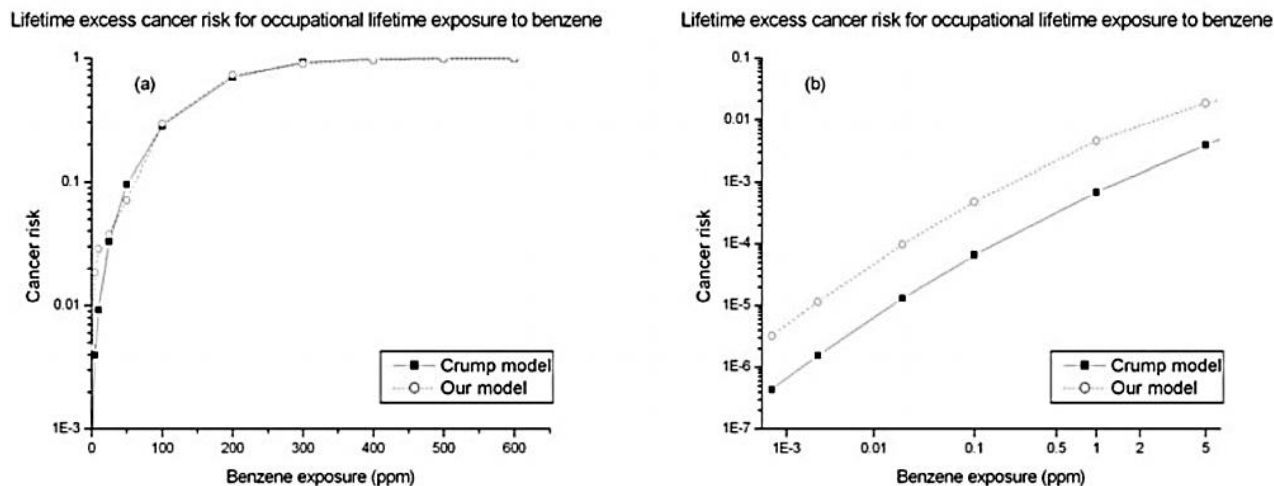 Lifetime excess cancer risk for occupational lifetime exposure to benzene
(a)
Cancer risk
1
0.1
0.01
1E-3
0 100 200 300 400 500 600
Benzene exposure (ppm)
Crump model
Our model
Lifetime excess cancer risk for occupational lifetime exposure to benzene
(b)
Cancer risk
0.1
0.01
1E-3
1E-4
1E-5
1E-6
1E-7
1E-3 0.01 0.1 0.5 1 2 5
Benzene exposure (ppm)
Crump model
Our model